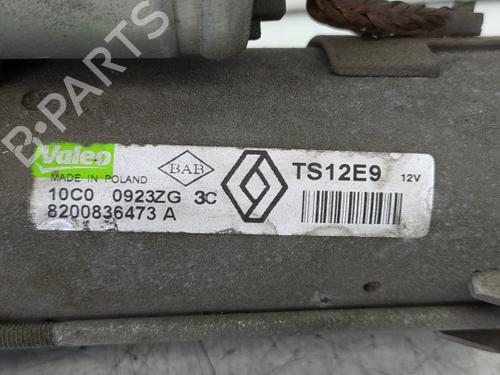 B-PARTS
Valeo
MADE IN POLAND
BAB
TS12E9 12V
10C0 0923ZG 3C
8200836473 A